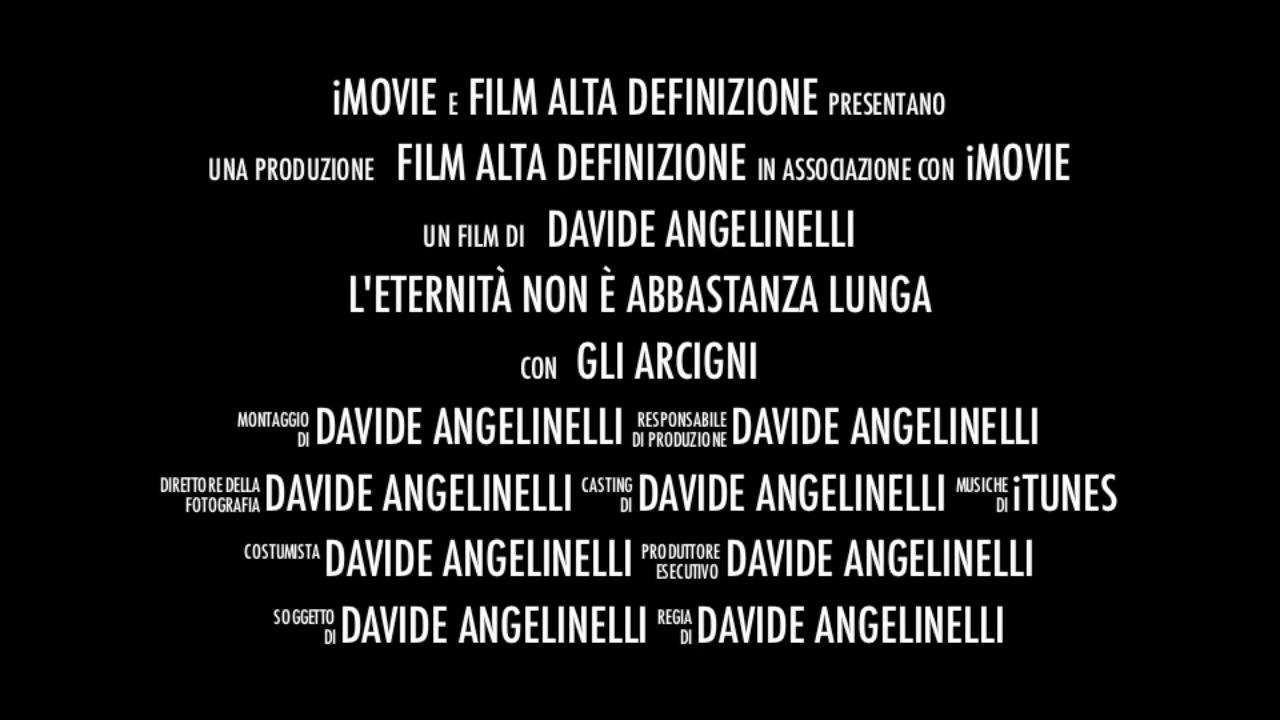 iMOVIE E FILM ALTA DEFINIZIONE PRESENTANO
UNA PRODUZIONE FILM ALTA DEFINIZIONE IN ASSOCIAZIONE CON iMOVIE
UN FILM DI DAVIDE ANGELINELLI
L'ETERNITÀ NON È ABBASTANZA LUNGA
CON GLI ARCIGNI
MONTAGGIO DI DAVIDE ANGELINELLI RESPONSABILE DI PRODUZIONE DAVIDE ANGELINELLI
DIRETTORE DELLA FOTOGRAFIA DAVIDE ANGELINELLI CASTING DI DAVIDE ANGELINELLI MUSICHE DI iTUNES
COSTUMISTA DAVIDE ANGELINELLI PRODUTTORE ESECUTIVO DAVIDE ANGELINELLI
SOGGETTO DI DAVIDE ANGELINELLI REGIA DI DAVIDE ANGELINELLI